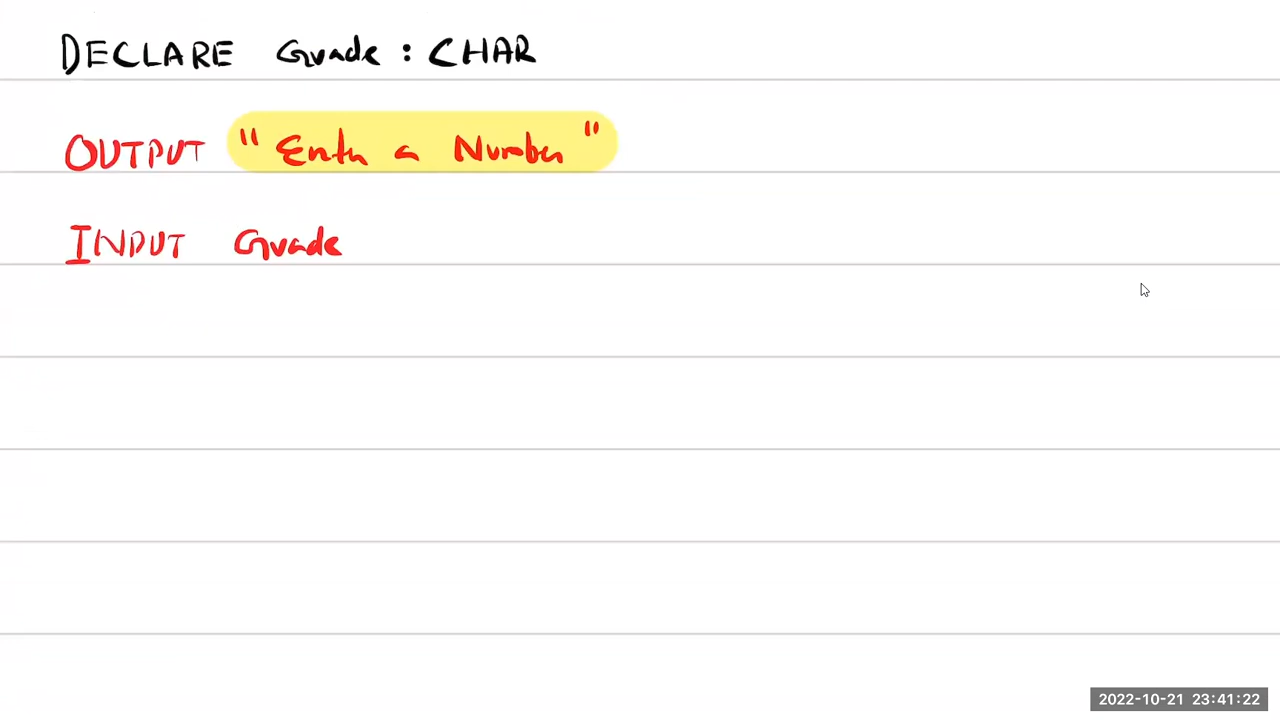 DECLARE Grade : CHAR
OUTPUT "Enter a Number"
INPUT Grade
2022-10-21 23:41:22